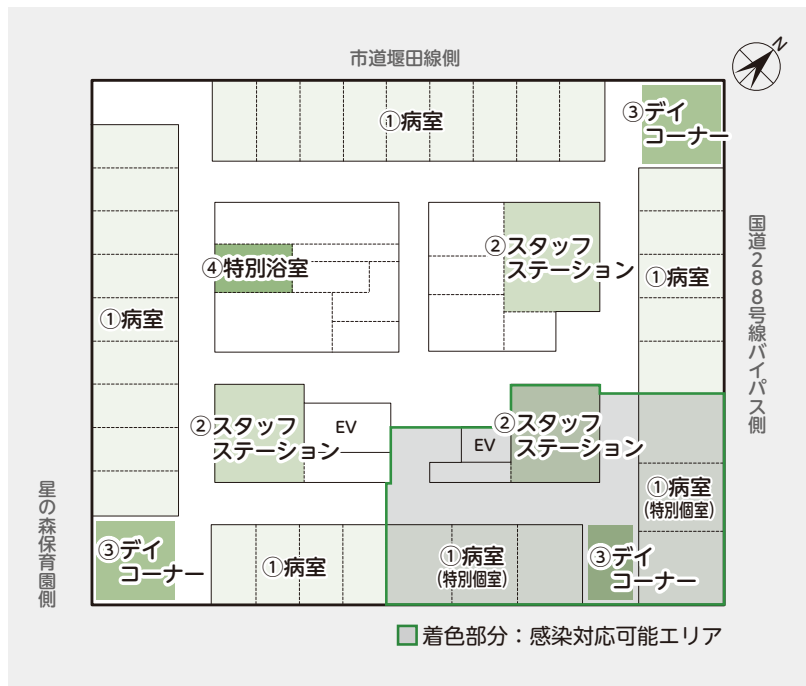 市道堰田線側
N
①病室
③デイ
コーナー
②スタッフ
ステーション
④特別浴室
①病室
①病室
国道288号線バイパス側
②スタッフ
ステーション
EV
②スタッフ
ステーション
EV
①病室
(特別個室)
星の森保育園側
③デイ
コーナー
①病室
①病室
(特別個室)
③デイ
コーナー
着色部分：感染対応可能エリア